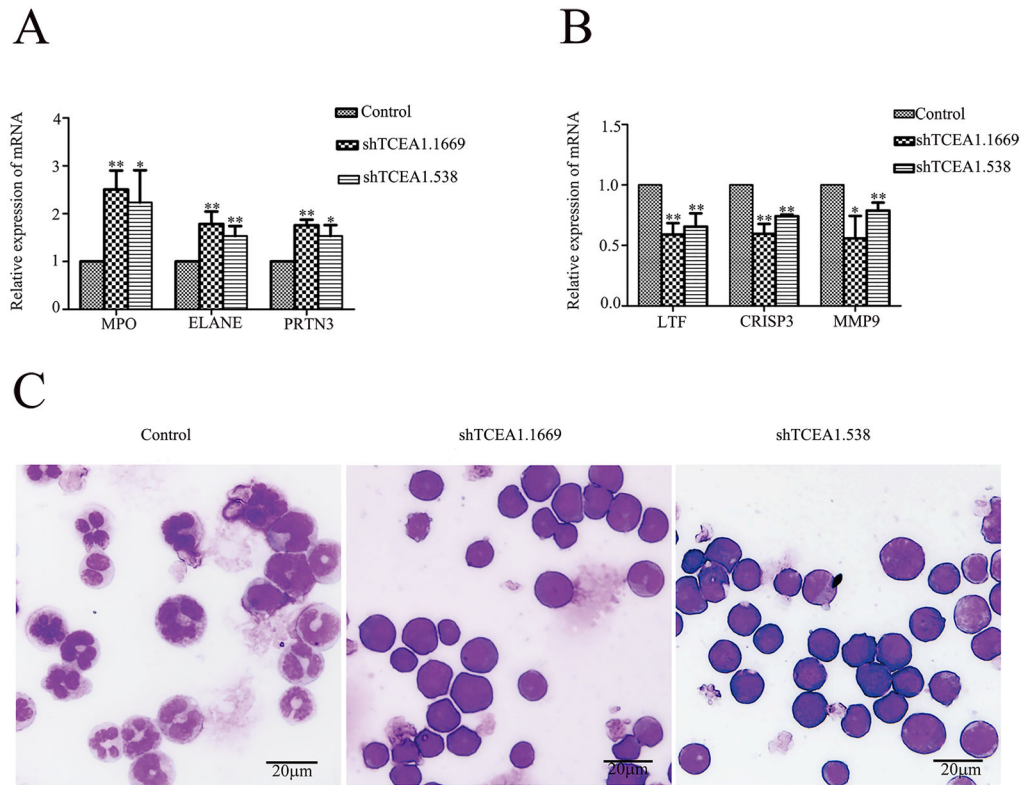 A
Relative expression of mRNA
4
3
2
1
0
** *
** **
** *
MPO ELANE PRTN3
Control
shTCEA1.1669
shTCEA1.538
B
Relative expression of mRNA
1.5
1.0
0.5
0.0
** **
** **
* **
LTF CRISP3 MMP9
Control
shTCEA1.1669
shTCEA1.538
C
Control shTCEA1.1669 shTCEA1.538
20μm 20μm 20μm